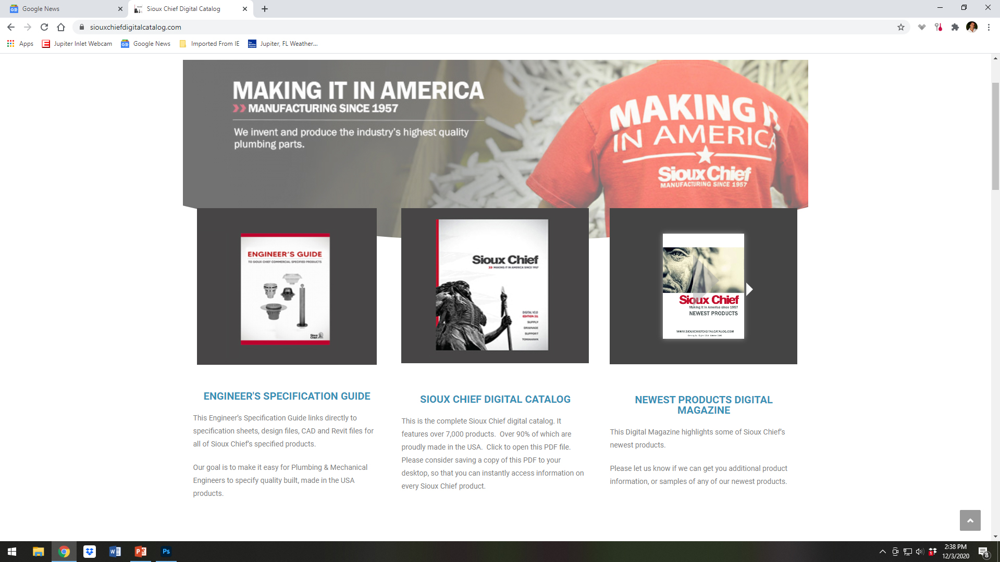 Google News
Sioux Chief Digital Catalog
siouxchiefdigitalcatalog.com
Apps
Jupiter Inlet Webcam
Google News
Imported From IE
Jupiter, FL Weather...
MAKING IT IN AMERICA
MANUFACTURING SINCE 1957
We invent and produce the industry's highest quality
plumbing parts.
MAKING IT
IN AMERICA
Sioux Chief
MANUFACTURING SINCE 1957
ENGINEER'S GUIDE
TO SIOUX CHIEF COMMERCIAL SPECIFIED PRODUCTS
Sioux
Chief
Sioux Chief
MAKING IT IN AMERICA SINCE 1957
DIGITAL V2.0
SUPPLY
DRAINAGE
SUPPORT
TOMAHAWK
Sioux Chief
Making it in America since 1957
NEWEST PRODUCTS
WWW.SIOUXCHIEFDIGITALCATALOG.COM
ENGINEER'S SPECIFICATION GUIDE
This Engineer's Specification Guide links directly to
specification sheets, design files, CAD and Revit files for
all of Sioux Chief's specified products.
Our goal is to make it easy for Plumbing & Mechanical
Engineers to specify quality built, made in the USA
products.
SIOUX CHIEF DIGITAL CATALOG
This is the complete Sioux Chief digital catalog. It
features over 7,000 products.  Over 90% of which are
proudly made in the USA.  Click to open this PDF file.
Please consider saving a copy of this PDF to your
desktop, so that you can instantly access information on
every Sioux Chief product.
NEWEST PRODUCTS DIGITAL
MAGAZINE
This Digital Magazine highlights some of Sioux Chief's
newest products.
Please let us know if we can get you additional product
information, or samples of any of our newest products.
2:38 PM
12/3/2020
8